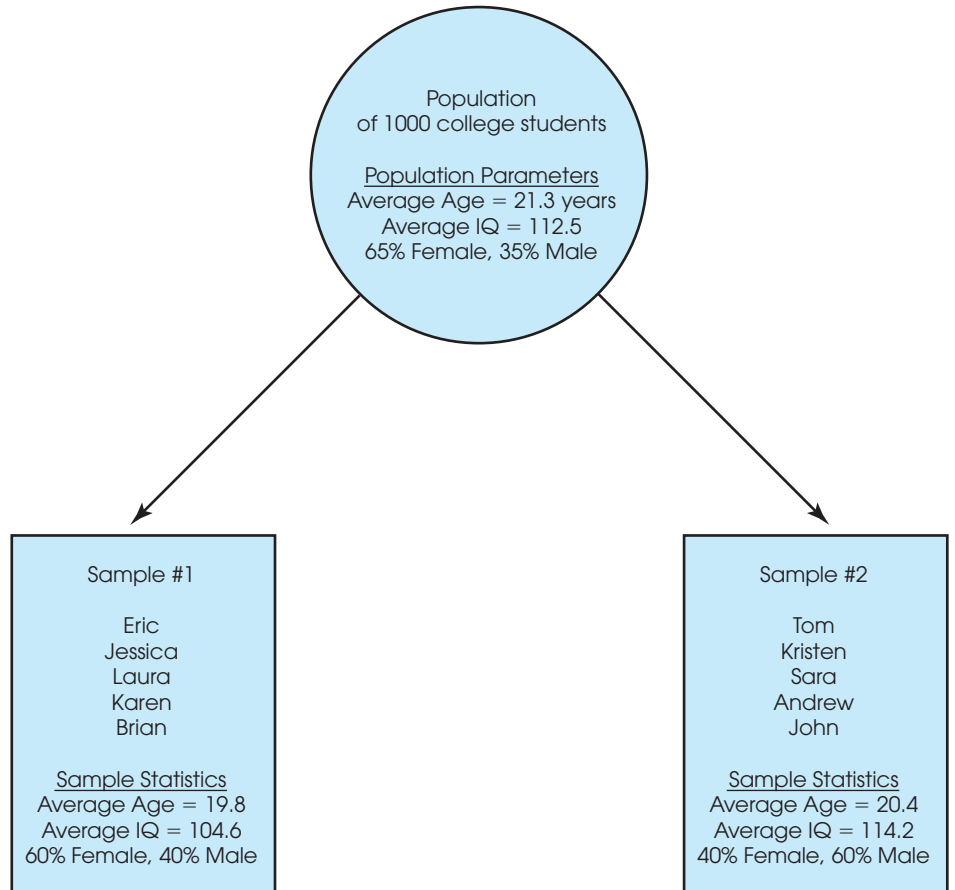 Population
of 1000 college students
Population Parameters
Average Age = 21.3 years
Average IQ = 112.5
65% Female, 35% Male
Sample #1
Eric
Jessica
Laura
Karen
Brian
Sample Statistics
Average Age = 19.8
Average IQ = 104.6
60% Female, 40% Male
Sample #2
Tom
Kristen
Sara
Andrew
John
Sample Statistics
Average Age = 20.4
Average IQ = 114.2
40% Female, 60% Male